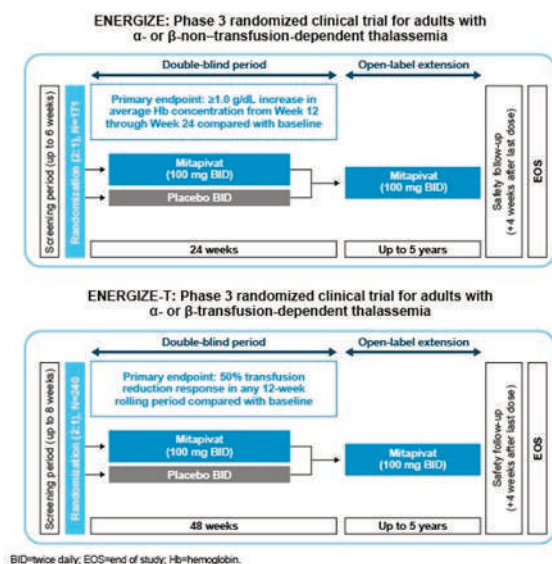 ENERGIZE: Phase 3 randomized clinical trial for adults with
α- or β-non–transfusion-dependent thalassemia
Double-blind period
Open-label extension
Screening period (up to 6 weeks)
Randomization (2:1), N=171
Primary endpoint: ≥1.0 g/dL increase in
average Hb concentration from Week 12
through Week 24 compared with baseline
Mitapivat
(100 mg BID)
Placebo BID
Mitapivat
(100 mg BID)
24 weeks
Up to 5 years
Safety follow-up
(+4 weeks after last dose)
EOS
ENERGIZE-T: Phase 3 randomized clinical trial for adults with
α- or β-transfusion-dependent thalassemia
Double-blind period
Open-label extension
Screening period (up to 8 weeks)
Randomization (2:1), N=240
Primary endpoint: 50% transfusion
reduction response in any 12-week
rolling period compared with baseline
Mitapivat
(100 mg BID)
Placebo BID
Mitapivat
(100 mg BID)
48 weeks
Up to 5 years
Safety follow-up
(+4 weeks after last dose)
EOS
BID=twice daily; EOS=end of study; Hb=hemoglobin.